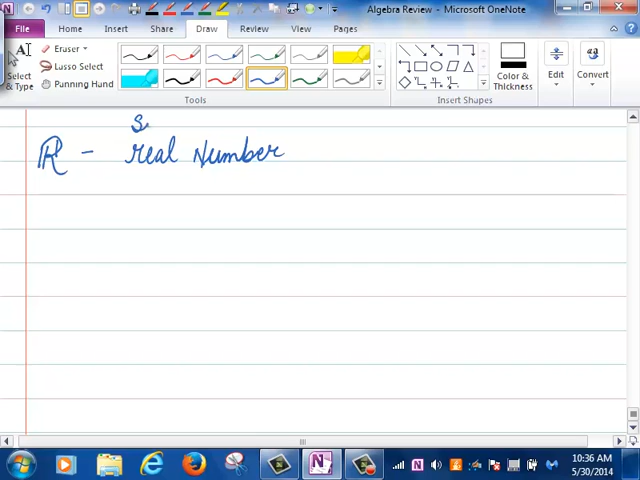 Algebra Review - Microsoft OneNote
File Home Insert Share Draw Review View Pages
Select & Type
Eraser
Lasso Select
Panning Hand
Color & Thickness
Edit
Convert
Tools
Insert Shapes
S
ℝ - real Number
10:36 AM
5/30/2014